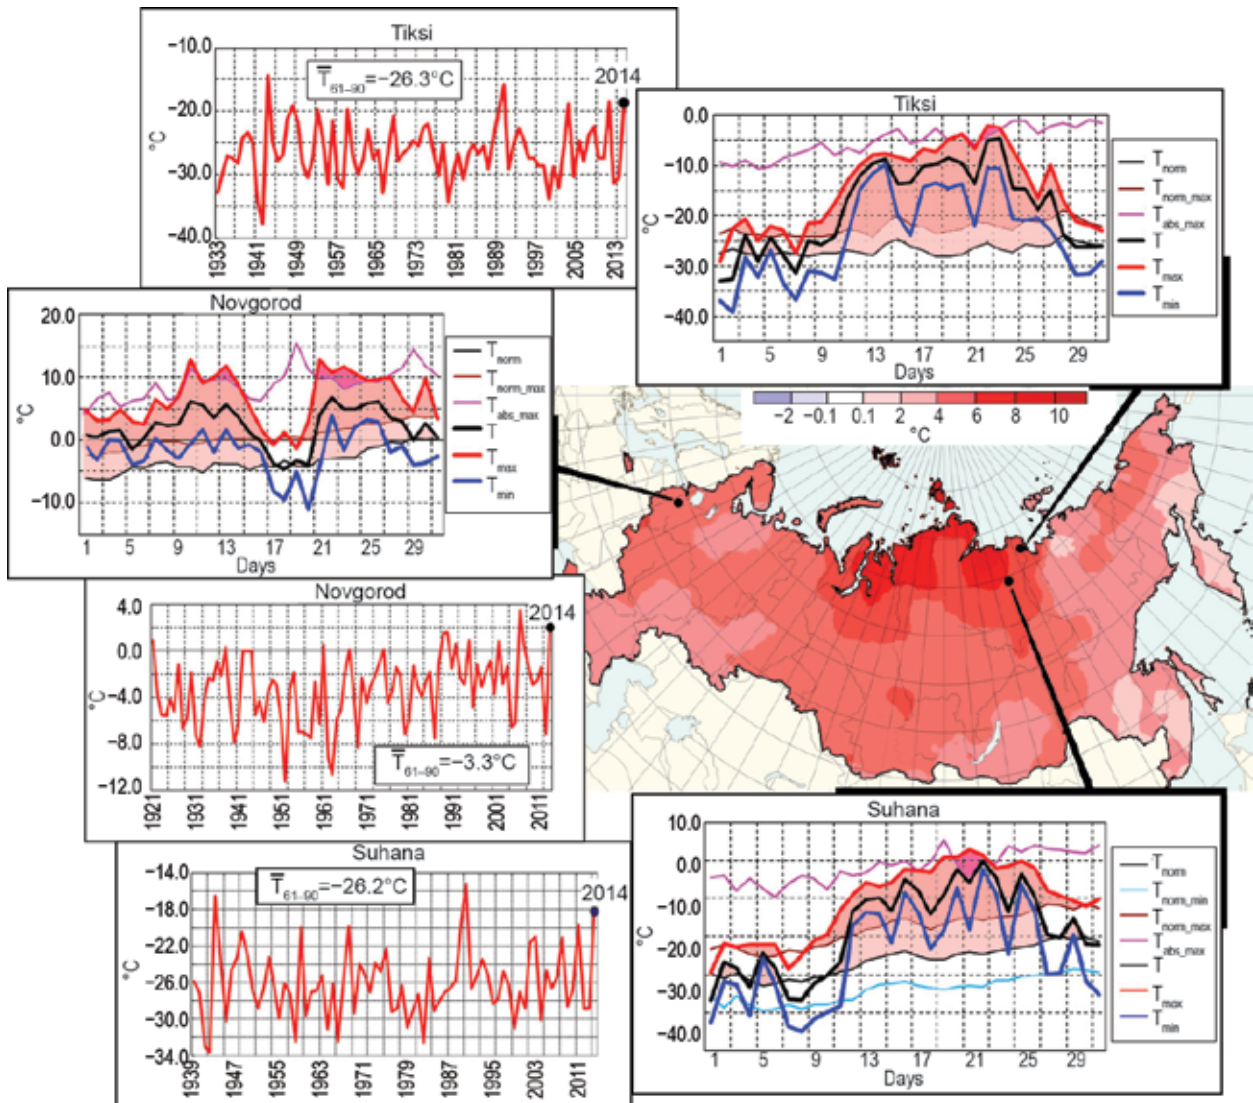 Tiksi
−10.0
−20.0
−30.0
−40.0
°C
T̅61–90=−26.3°C
2014
1933 1941 1949 1957 1965 1973 1981 1989 1997 2005 2013
Tiksi
0.0
−10.0
−20.0
−30.0
−40.0
°C
1 5 9 13 17 21 25 29
Days
Tnorm
Tnorm_max
Tabs_max
T
Tmax
Tmin
Novgorod
20.0
10.0
0.0
−10.0
°C
1 5 9 13 17 21 25 29
Days
Tnorm
Tnorm_max
Tabs_max
T
Tmax
Tmin
−2 −0.1 0.1 2 4 6 8 10
°C
Novgorod
4.0
0.0
−4.0
−8.0
−12.0
°C
2014
T̅61–90=−3.3°C
1921 1931 1941 1951 1961 1971 1981 1991 2001 2011
Suhana
−14.0
−18.0
−22.0
−26.0
−30.0
−34.0
°C
T̅61–90=−26.2°C
2014
1939 1947 1955 1963 1971 1979 1987 1995 2003 2011
Suhana
10.0
0.0
−10.0
−20.0
−30.0
−40.0
°C
1 5 9 13 17 21 25 29
Days
Tnorm
Tnorm_min
Tnorm_max
Tabs_max
T
Tmax
Tmin